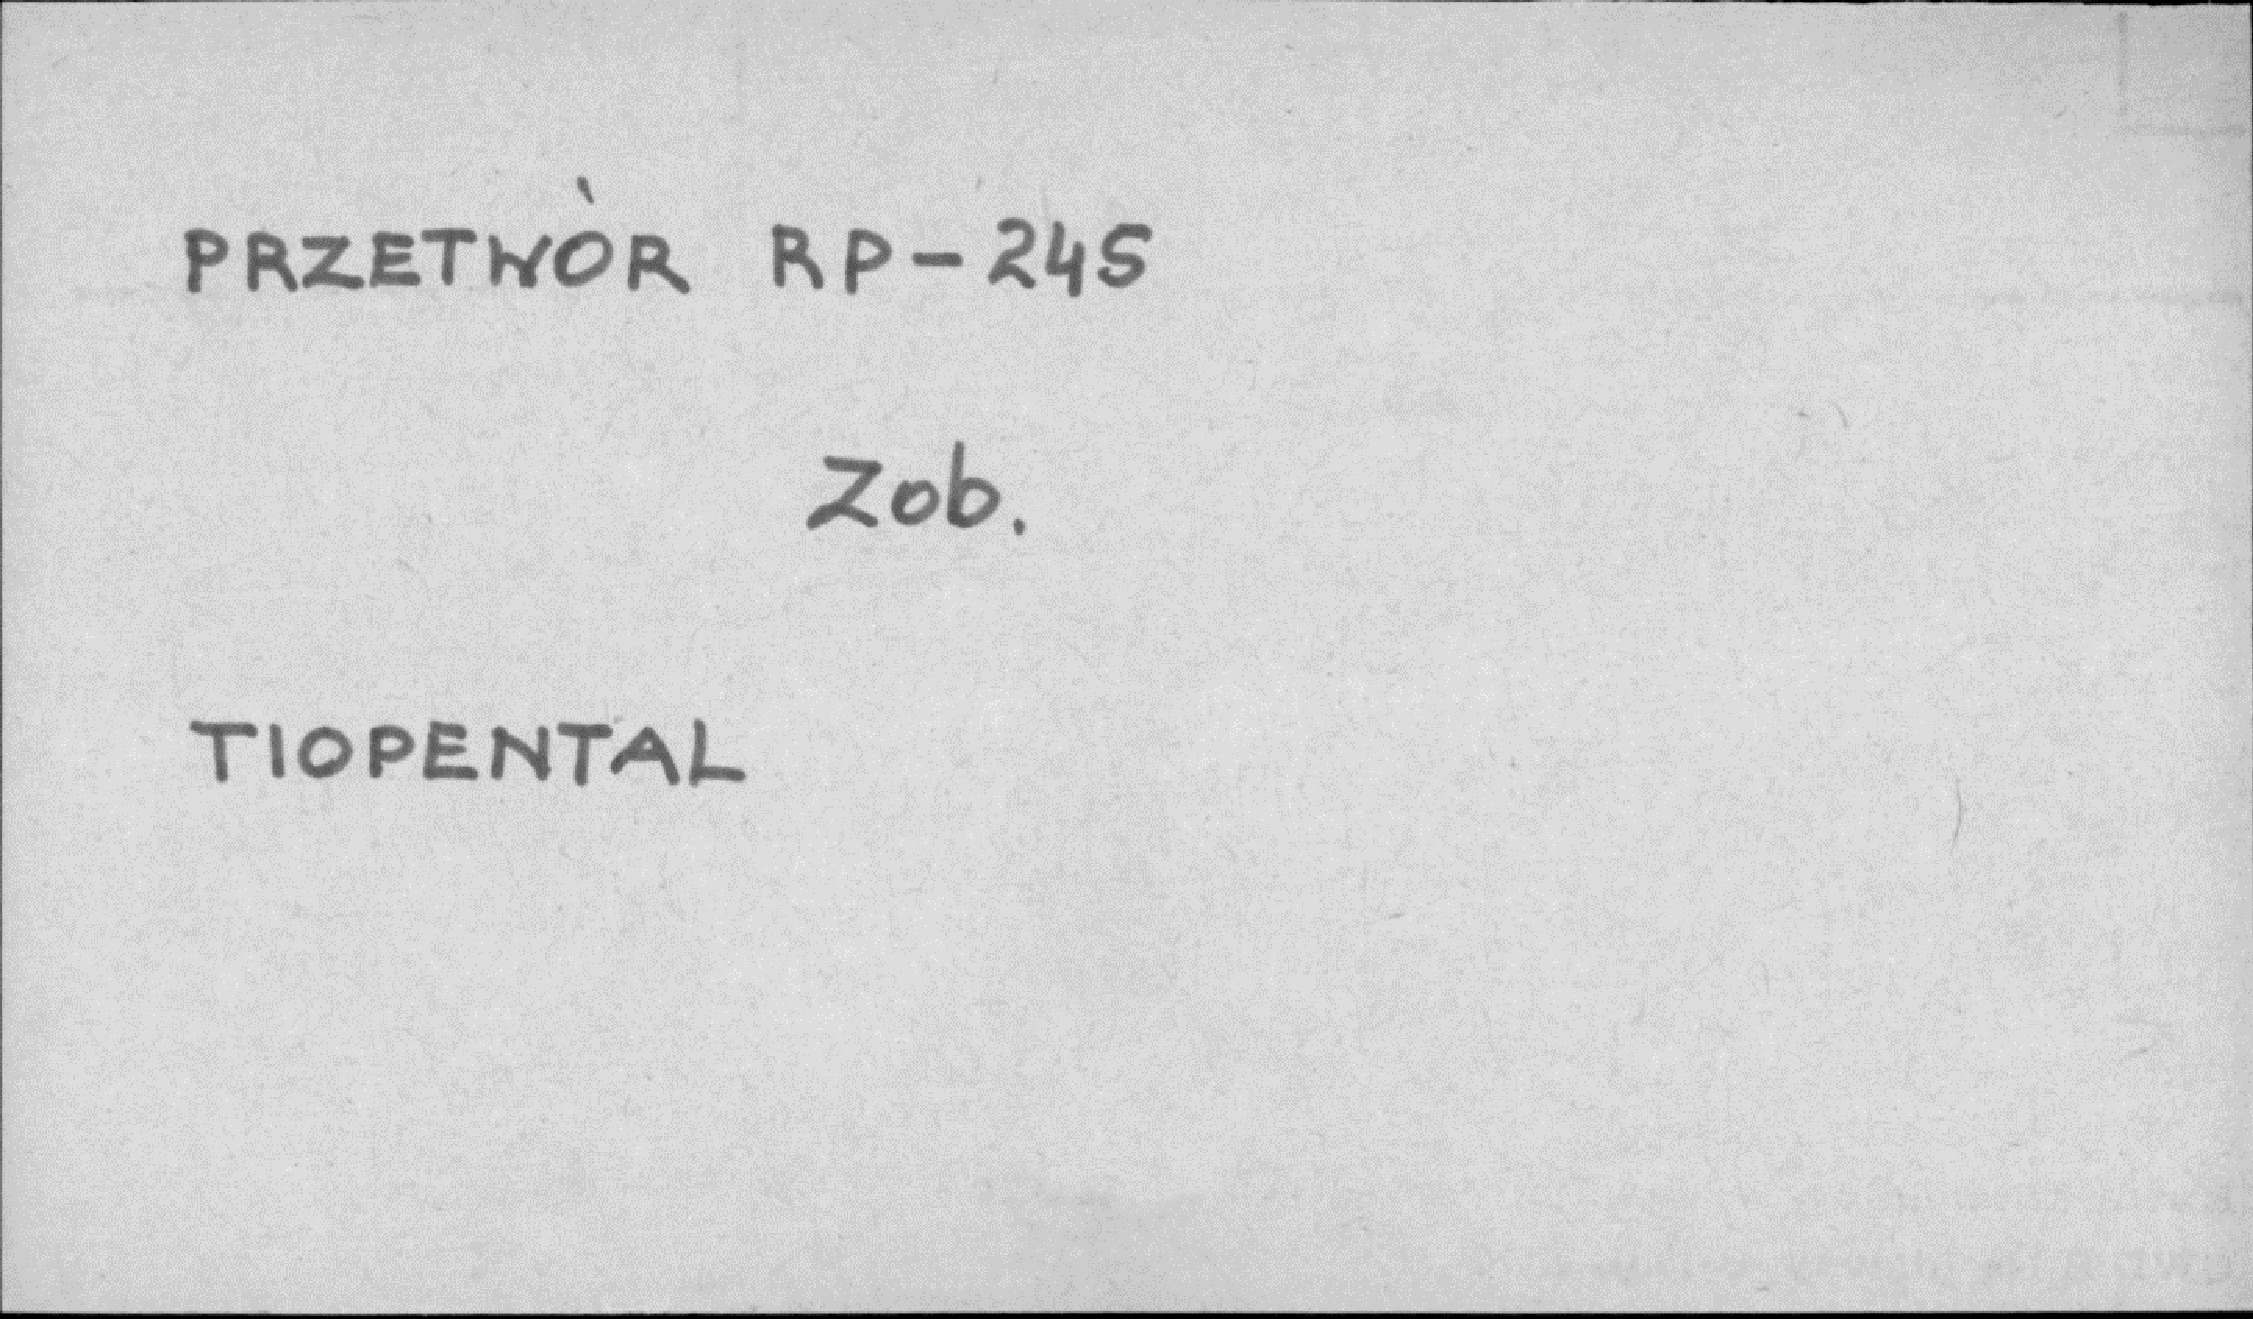 PRZETWÓR RP-245
Zob.
TIOPENTAL